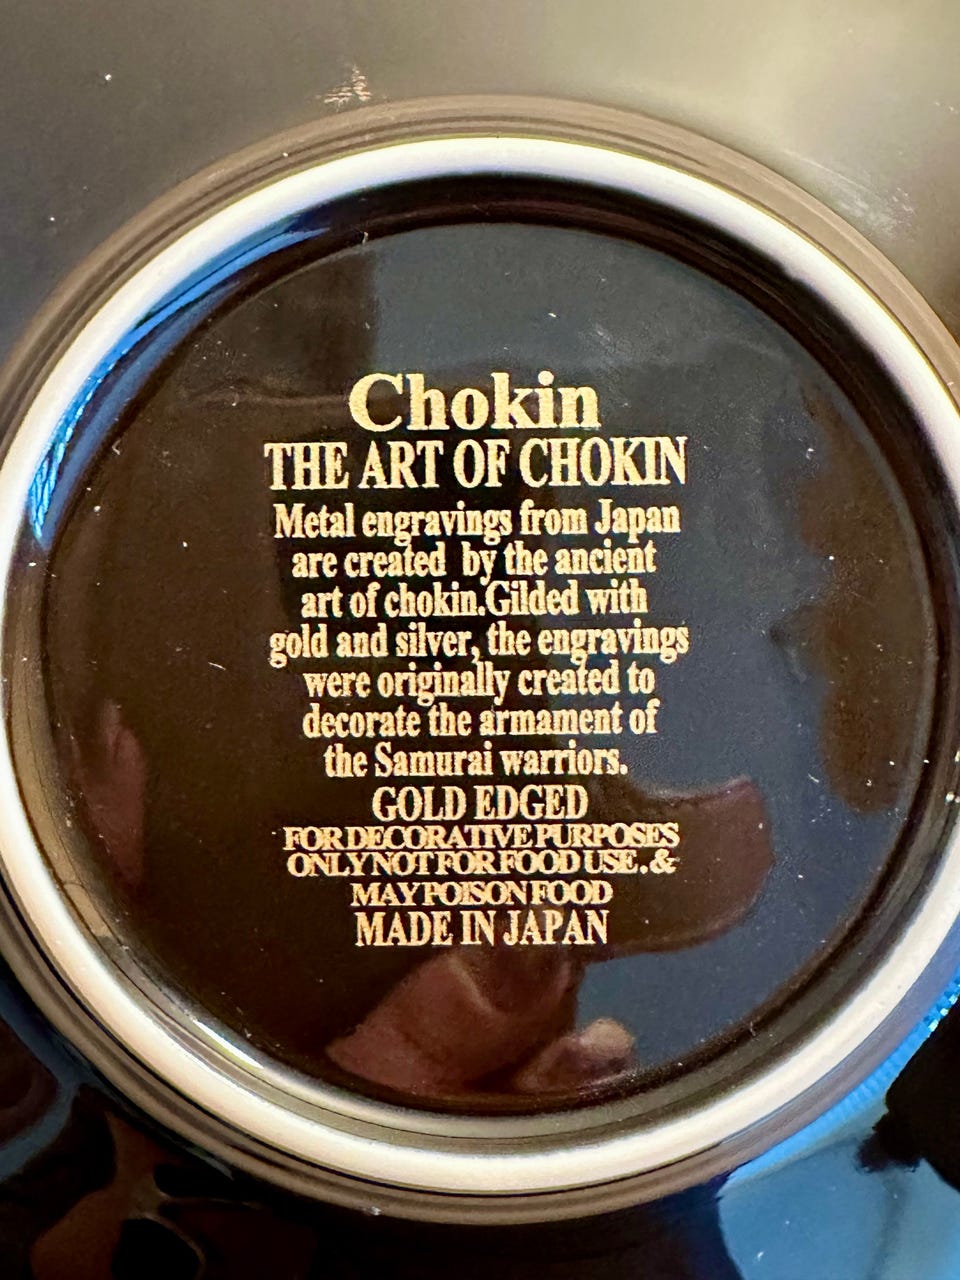 Chokin
THE ART OF CHOKIN
Metal engravings from Japan
are created by the ancient
art of chokin.Gilded with
gold and silver, the engravings
were originally created to
decorate the armament of
the Samurai warriors.
GOLD EDGED
FOR DECORATIVE PURPOSES
ONLY NOT FOR FOOD USE. &
MAY POISON FOOD
MADE IN JAPAN